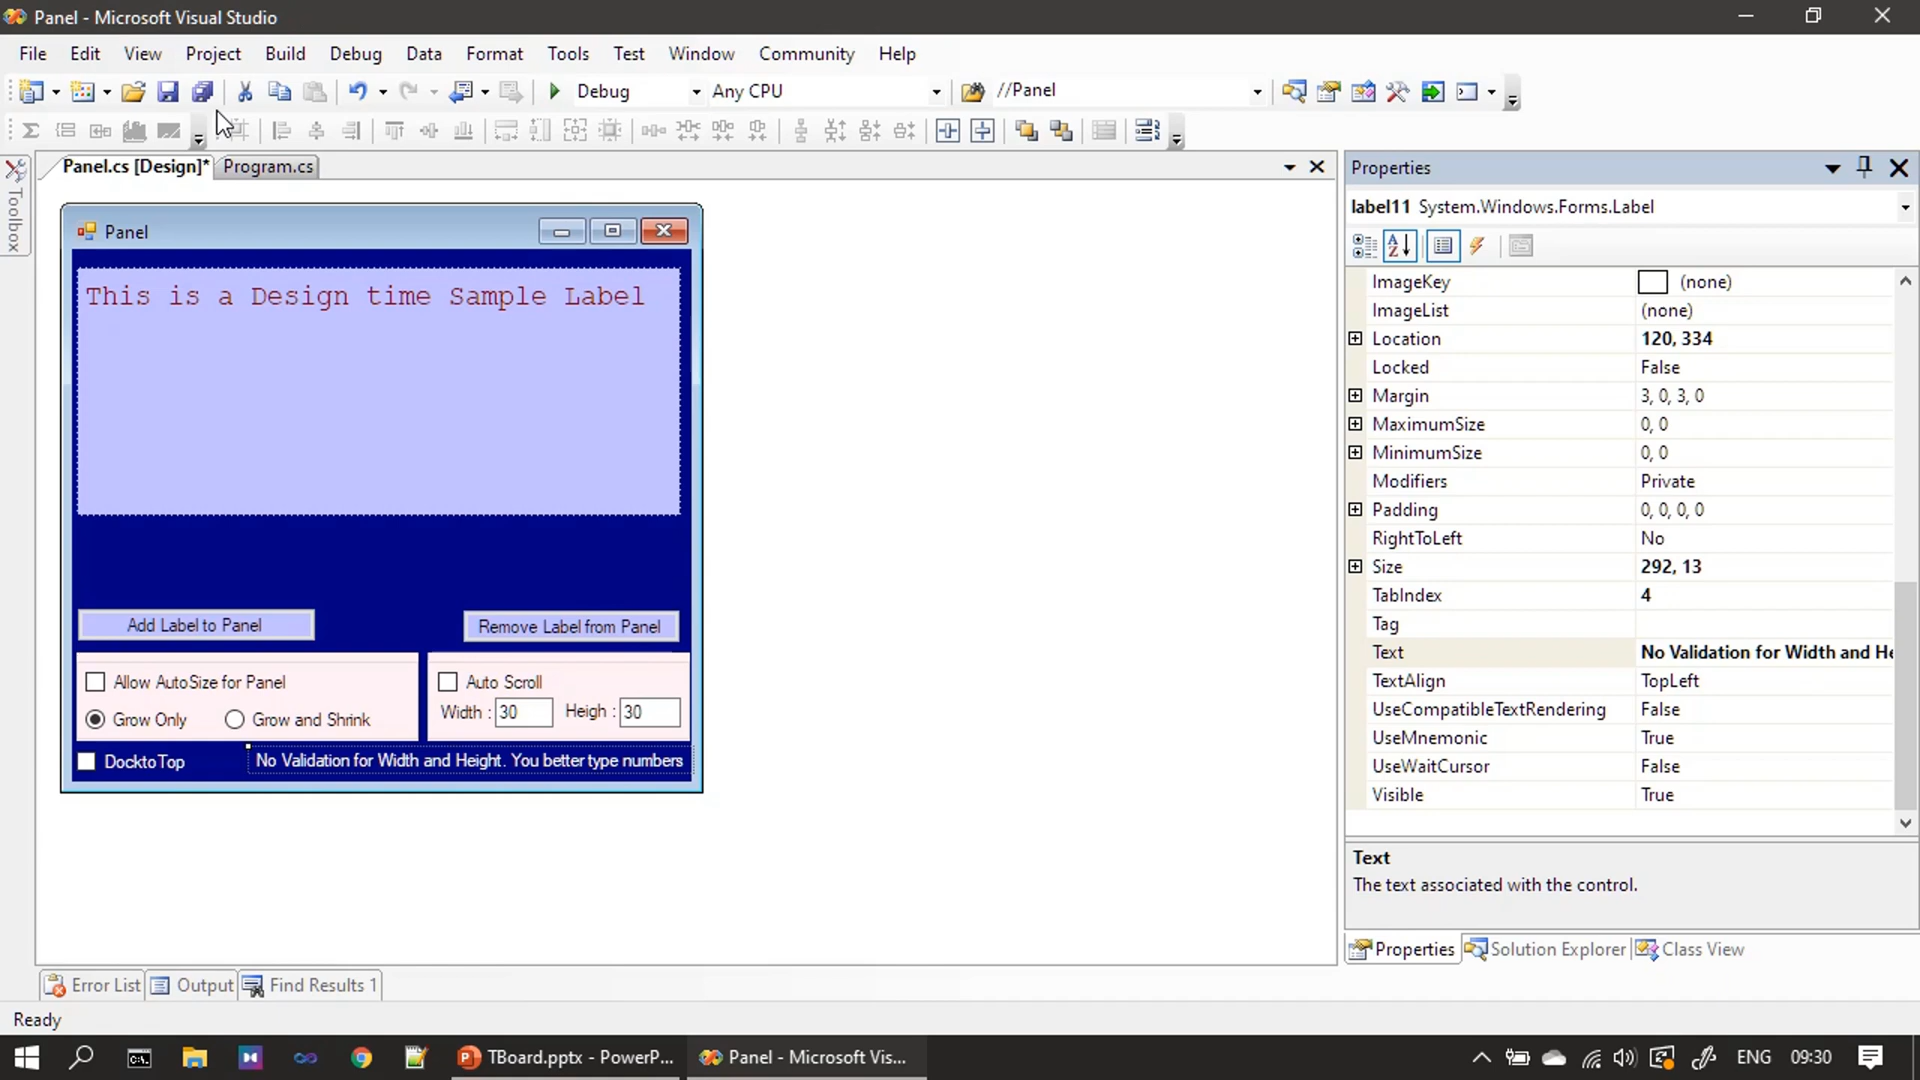 Panel - Microsoft Visual Studio
File Edit View Project Build Debug Data Format Tools Test Window Community Help
Debug Any CPU //Panel
Panel.cs [Design]* Program.cs
Toolbox
Panel
This is a Design time Sample Label
Add Label to Panel Remove Label from Panel
Allow AutoSize for Panel Auto Scroll
Grow Only Grow and Shrink Width : 30 Heigh : 30
DocktoTop No Validation for Width and Height. You better type numbers
Properties
label11 System.Windows.Forms.Label
ImageKey (none)
ImageList (none)
Location 120, 334
Locked False
Margin 3, 0, 3, 0
MaximumSize 0, 0
MinimumSize 0, 0
Modifiers Private
Padding 0, 0, 0, 0
RightToLeft No
Size 292, 13
TabIndex 4
Tag
Text No Validation for Width and He
TextAlign TopLeft
UseCompatibleTextRendering False
UseMnemonic True
UseWaitCursor False
Visible True
Text
The text associated with the control.
Properties Solution Explorer Class View
Error List Output Find Results 1
Ready
TBoard.pptx - PowerP... Panel - Microsoft Vis... ENG 09:30